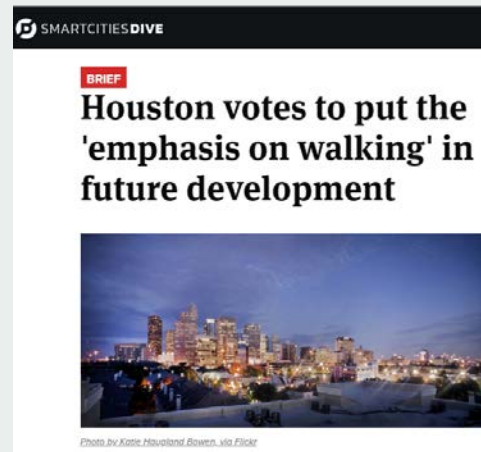 SMARTCITIESDIVE
BRIEF
Houston votes to put the
'emphasis on walking' in
future development
Photo by Katie Haugland Bowen, via Flickr